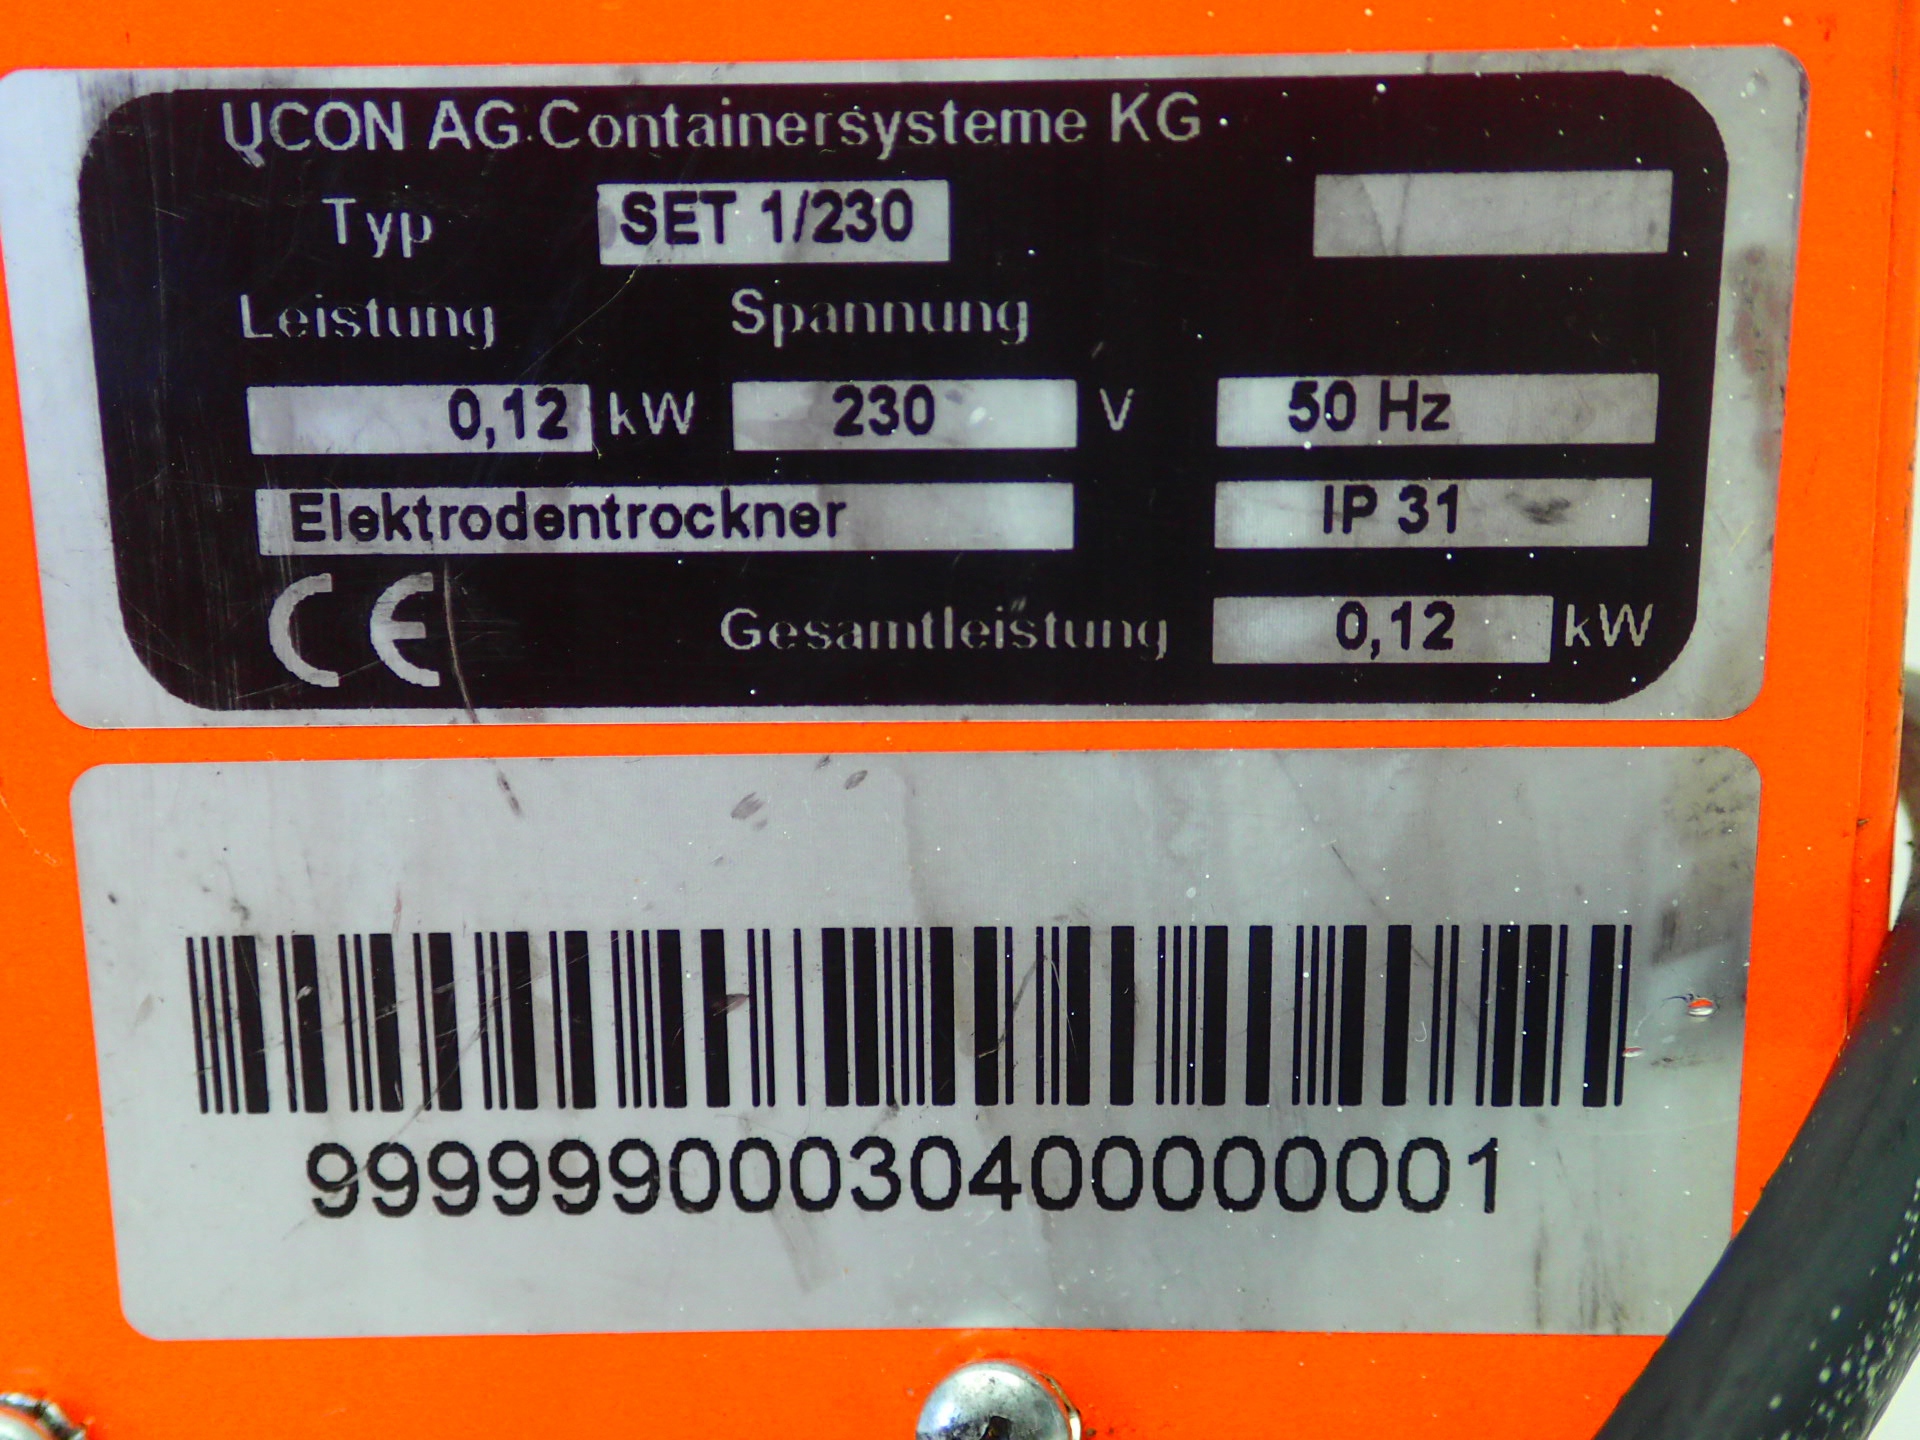 UCON AG Containersysteme KG
Typ SET 1/230
Leistung Spannung
0,12 kW 230 V 50 Hz
Elektrodentrockner IP 31
CE Gesamtleistung 0,12 kW
99999900030400000001